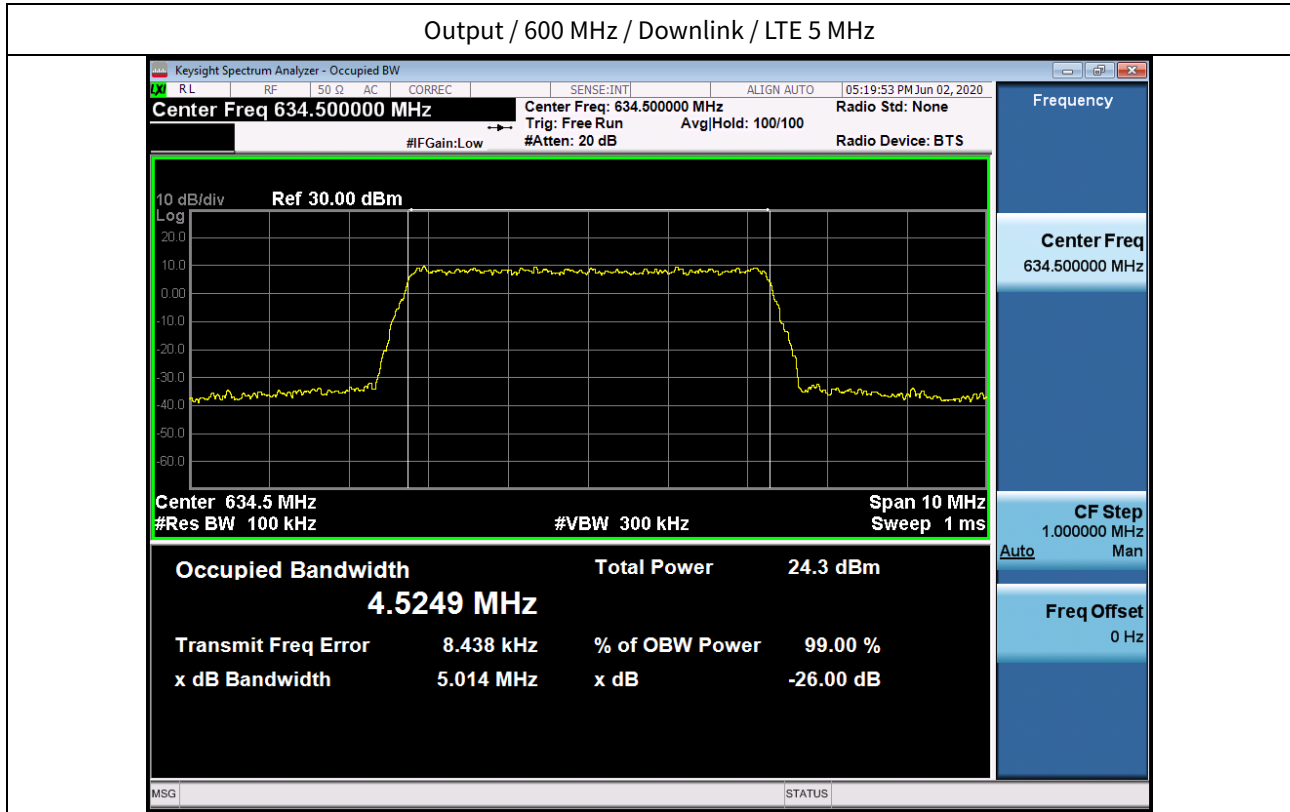 Output / 600 MHz / Downlink / LTE 5 MHz
Keysight Spectrum Analyzer - Occupied BW
LXI RL RF 50 Ω AC CORREC SENSE:INT ALIGN AUTO 05:19:53 PM Jun 02, 2020
Center Freq 634.500000 MHz Center Freq: 634.500000 MHz Radio Std: None Frequency
Trig: Free Run Avg|Hold: 100/100
#IFGain:Low #Atten: 20 dB Radio Device: BTS
10 dB/div Ref 30.00 dBm
Log
20.0
10.0
0.00
-10.0
-20.0
-30.0
-40.0
-50.0
-60.0
Center 634.5 MHz Span 10 MHz
#Res BW 100 kHz #VBW 300 kHz Sweep 1 ms
Center Freq
634.500000 MHz
CF Step
1.000000 MHz
Auto Man
Freq Offset
0 Hz
Occupied Bandwidth Total Power 24.3 dBm
4.5249 MHz
Transmit Freq Error 8.438 kHz % of OBW Power 99.00 %
x dB Bandwidth 5.014 MHz x dB -26.00 dB
MSG STATUS